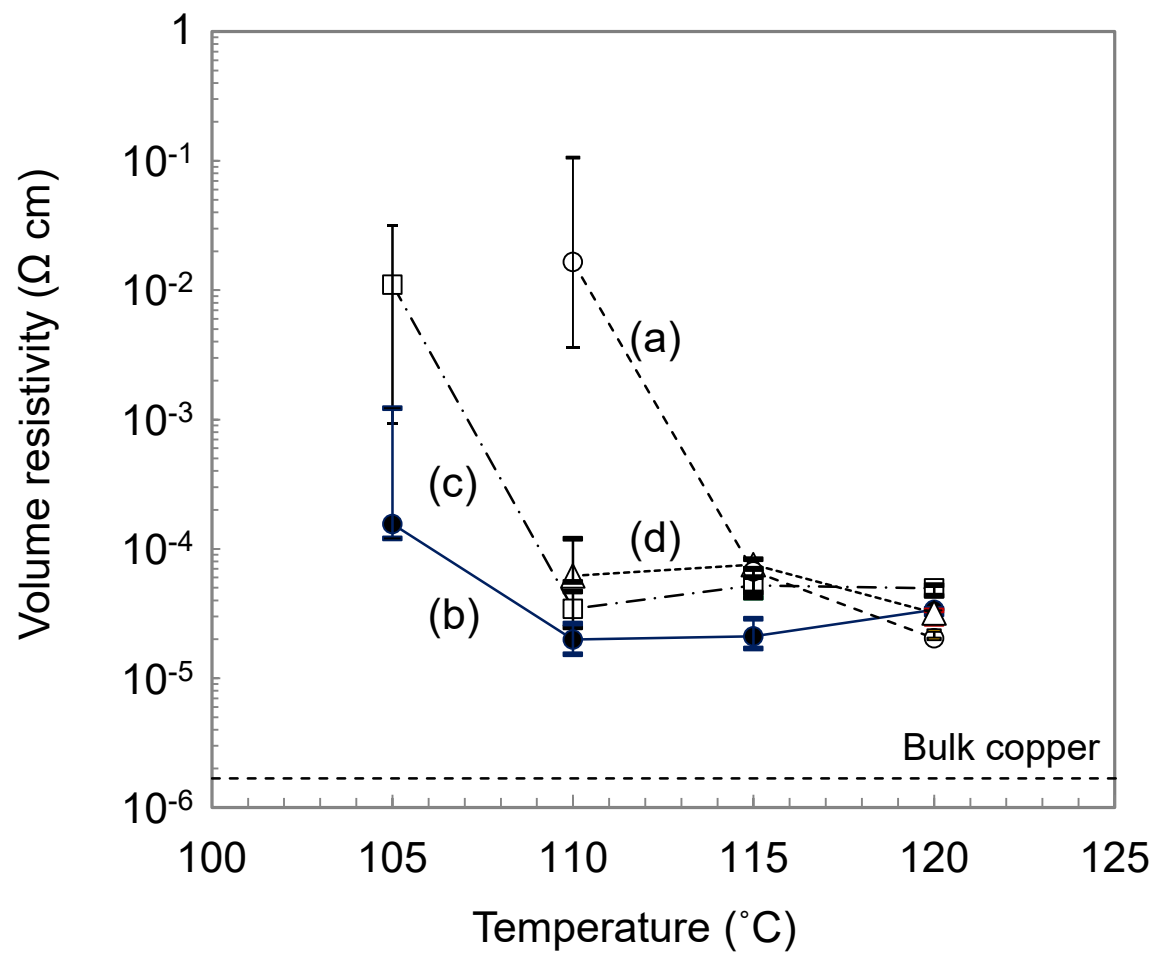 1
10-1
10-2
10-3
10-4
10-5
10-6
Volume resistivity (Ω cm)
(a)
(c)
(d)
(b)
Bulk copper
100 105 110 115 120 125
Temperature (˚C)